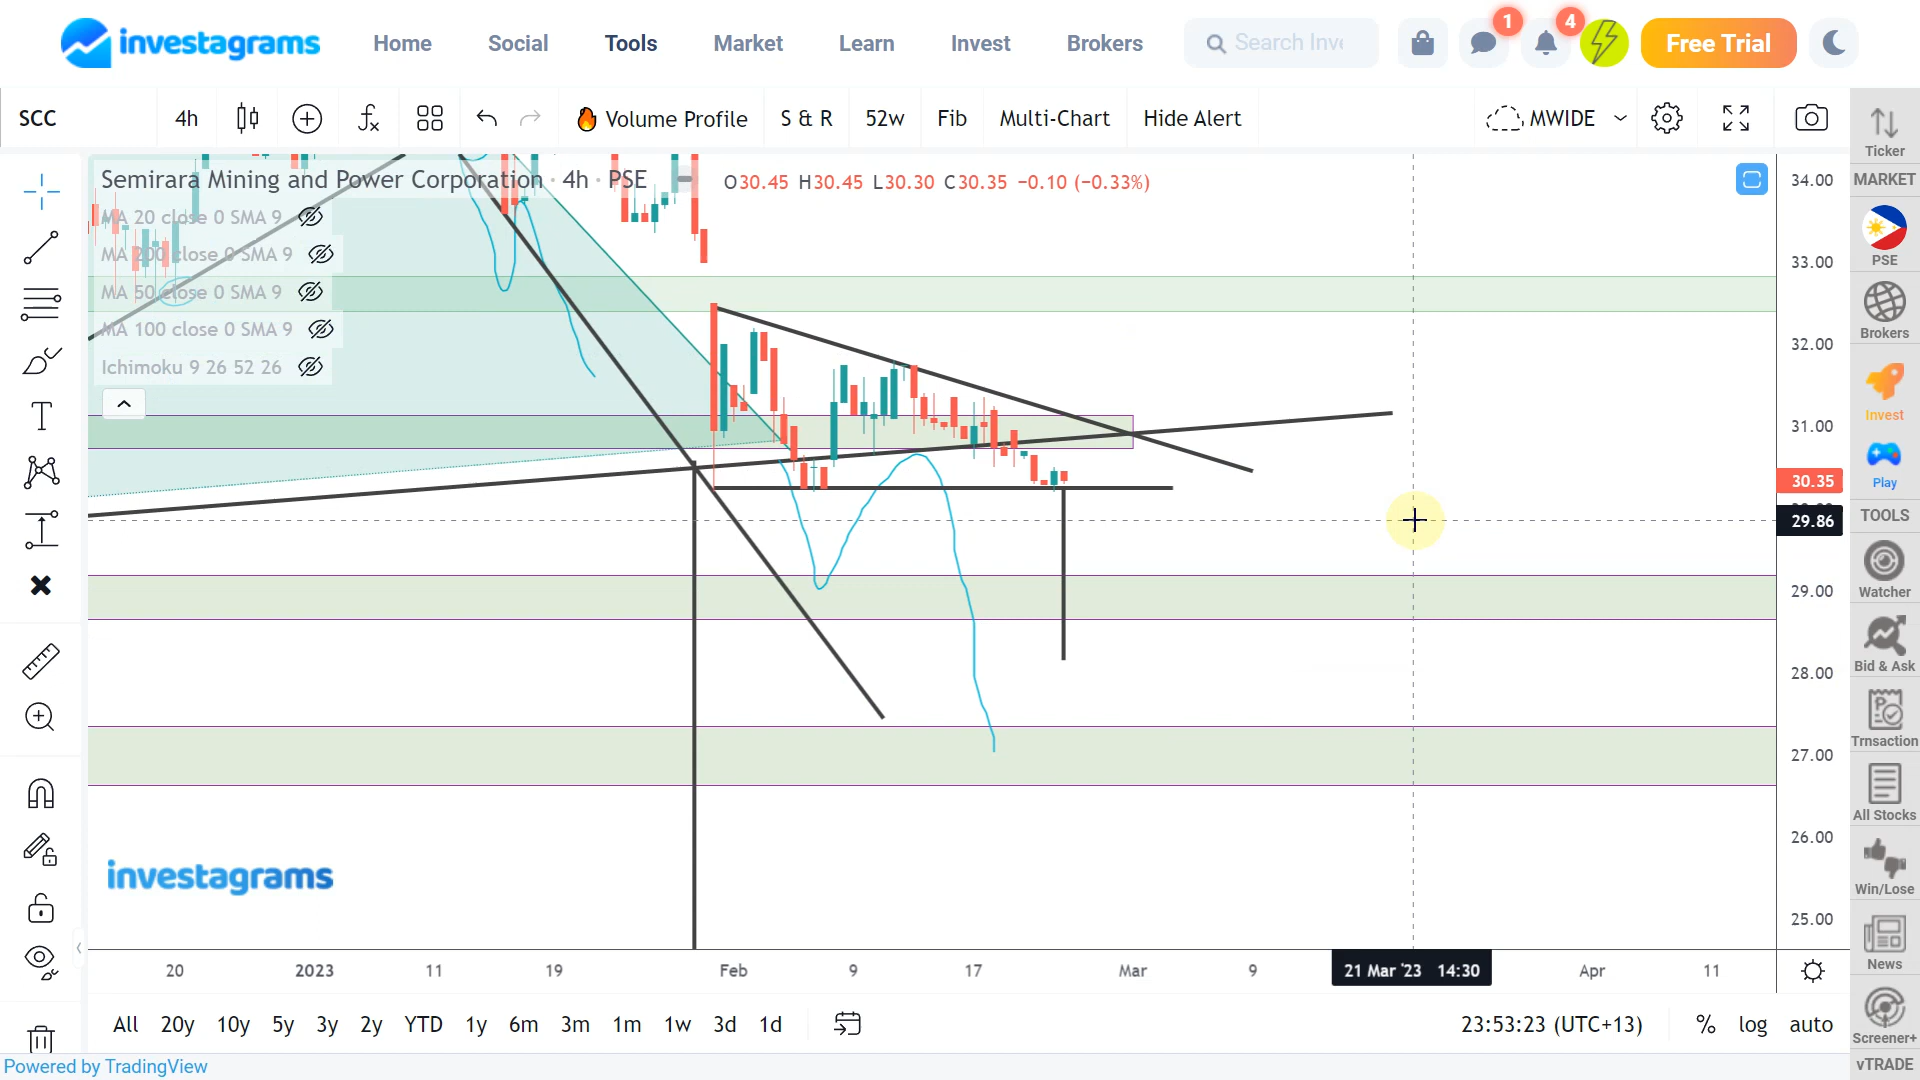 investagrams Home Social Tools Market Learn Invest Brokers Search Inve 1 4 Free Trial
SCC 4h Volume Profile S & R 52w Fib Multi-Chart Hide Alert MWIDE
Semirara Mining and Power Corporation · 4h · PSE O30.45 H30.45 L30.30 C30.35 −0.10 (−0.33%)
MA 20 close 0 SMA 9
MA 200 close 0 SMA 9
MA 50 close 0 SMA 9
MA 100 close 0 SMA 9
Ichimoku 9 26 52 26
34.00
33.00
32.00
31.00
30.35
29.86
29.00
28.00
27.00
26.00
25.00
investagrams
20 2023 11 19 Feb 9 17 Mar 9 21 Mar '23 14:30 Apr 11
All 20y 10y 5y 3y 2y YTD 1y 6m 3m 1m 1w 3d 1d 23:53:23 (UTC+13) % log auto
Powered by TradingView
Ticker
MARKET
PSE
Brokers
Invest
Play
TOOLS
Watcher
Bid & Ask
Trnsaction
All Stocks
Win/Lose
News
Screener+
vTRADE